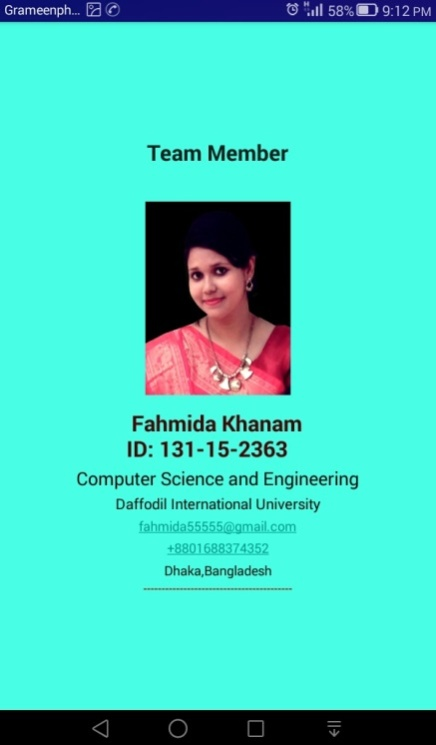 Grameenph... 58% 9:12 PM
Team Member
Fahmida Khanam
ID: 131-15-2363
Computer Science and Engineering
Daffodil International University
fahmida55555@gmail.com
+8801688374352
Dhaka,Bangladesh
---------------------------------------